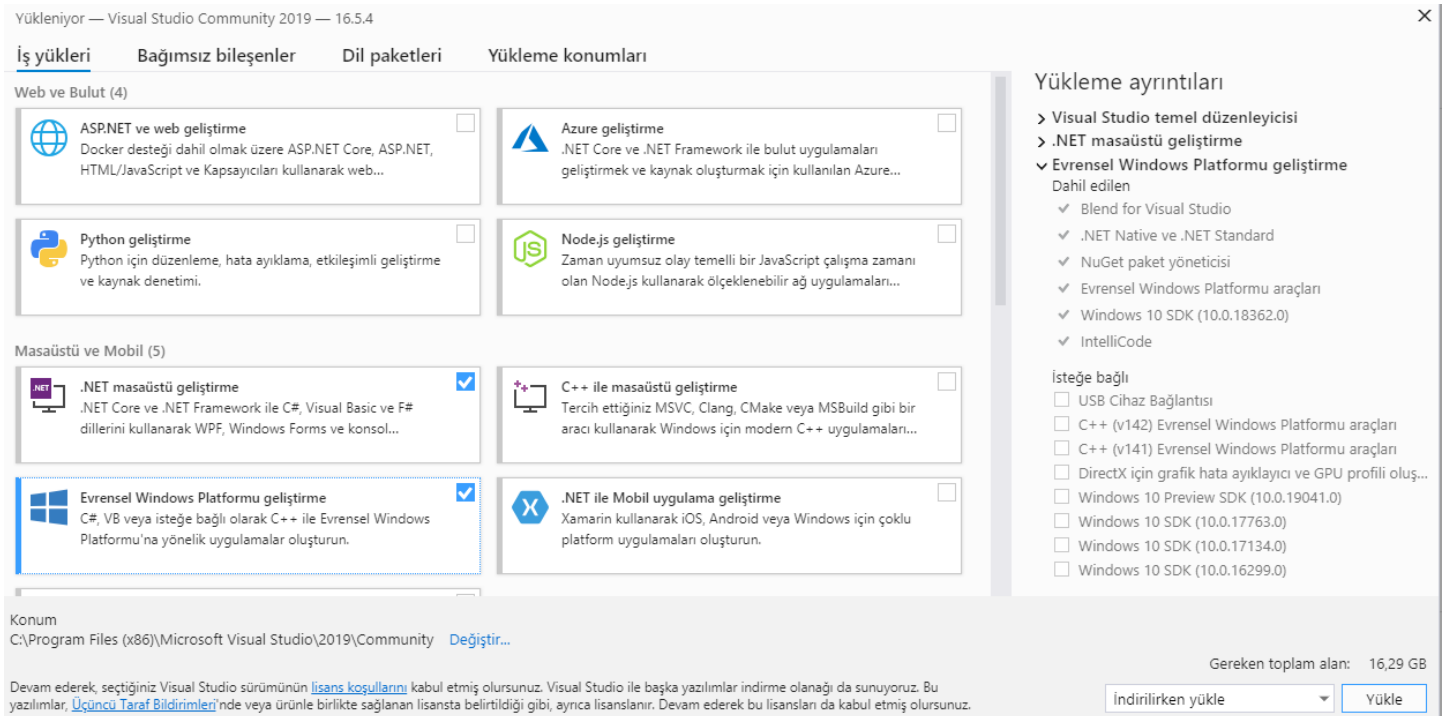 Yükleniyor — Visual Studio Community 2019 — 16.5.4
İş yükleri
Bağımsız bileşenler
Dil paketleri
Yükleme konumları
Web ve Bulut (4)
ASP.NET ve web geliştirme
Docker desteği dahil olmak üzere ASP.NET Core, ASP.NET,
HTML/JavaScript ve Kapsayıcıları kullanarak web...
Azure geliştirme
.NET Core ve .NET Framework ile bulut uygulamaları
geliştirmek ve kaynak oluşturmak için kullanılan Azure...
Python geliştirme
Python için düzenleme, hata ayıklama, etkileşimli geliştirme
ve kaynak denetimi.
JS
Node.js geliştirme
Zaman uyumsuz olay temelli bir JavaScript çalışma zamanı
olan Node.js kullanarak ölçeklenebilir ağ uygulamaları...
Masaüstü ve Mobil (5)
.NET
.NET masaüstü geliştirme
.NET Core ve .NET Framework ile C#, Visual Basic ve F#
dillerini kullanarak WPF, Windows Forms ve konsol...
C++ ile masaüstü geliştirme
Tercih ettiğiniz MSVC, Clang, CMake veya MSBuild gibi bir
aracı kullanarak Windows için modern C++ uygulamaları...
Evrensel Windows Platformu geliştirme
C#, VB veya isteğe bağlı olarak C++ ile Evrensel Windows
Platformu'na yönelik uygulamalar oluşturun.
.NET ile Mobil uygulama geliştirme
Xamarin kullanarak iOS, Android veya Windows için çoklu
platform uygulamaları oluşturun.
Yükleme ayrıntıları
Visual Studio temel düzenleyicisi
.NET masaüstü geliştirme
Evrensel Windows Platformu geliştirme
Dahil edilen
Blend for Visual Studio
.NET Native ve .NET Standard
NuGet paket yöneticisi
Evrensel Windows Platformu araçları
Windows 10 SDK (10.0.18362.0)
IntelliCode
İsteğe bağlı
USB Cihaz Bağlantısı
C++ (v142) Evrensel Windows Platformu araçları
C++ (v141) Evrensel Windows Platformu araçları
DirectX için grafik hata ayıklayıcı ve GPU profili oluş...
Windows 10 Preview SDK (10.0.19041.0)
Windows 10 SDK (10.0.17763.0)
Windows 10 SDK (10.0.17134.0)
Windows 10 SDK (10.0.16299.0)
Konum
C:\Program Files (x86)\Microsoft Visual Studio\2019\Community Değiştir...
Gereken toplam alan: 16,29 GB
Devam ederek, seçtiğiniz Visual Studio sürümünün lisans koşullarını kabul etmiş olursunuz. Visual Studio ile başka yazılımlar indirme olanağı da sunuyoruz. Bu
yazılımlar, Üçüncü Taraf Bildirimleri'nde veya ürünle birlikte sağlanan lisansta belirtildiği gibi, ayrıca lisanslanır. Devam ederek bu lisansları da kabul etmiş olursunuz.
İndirilirken yükle
Yükle